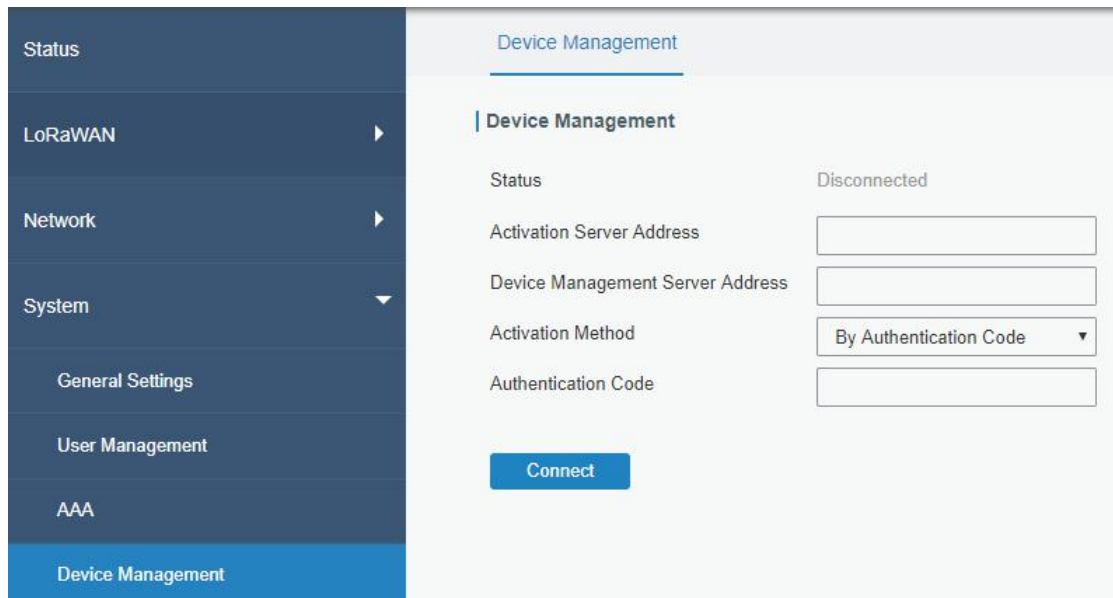 Status
LoRaWAN
Network
System
General Settings
User Management
AAA
Device Management
Device Management
Device Management
Status Disconnected
Activation Server Address
Device Management Server Address
Activation Method By Authentication Code
Authentication Code
Connect